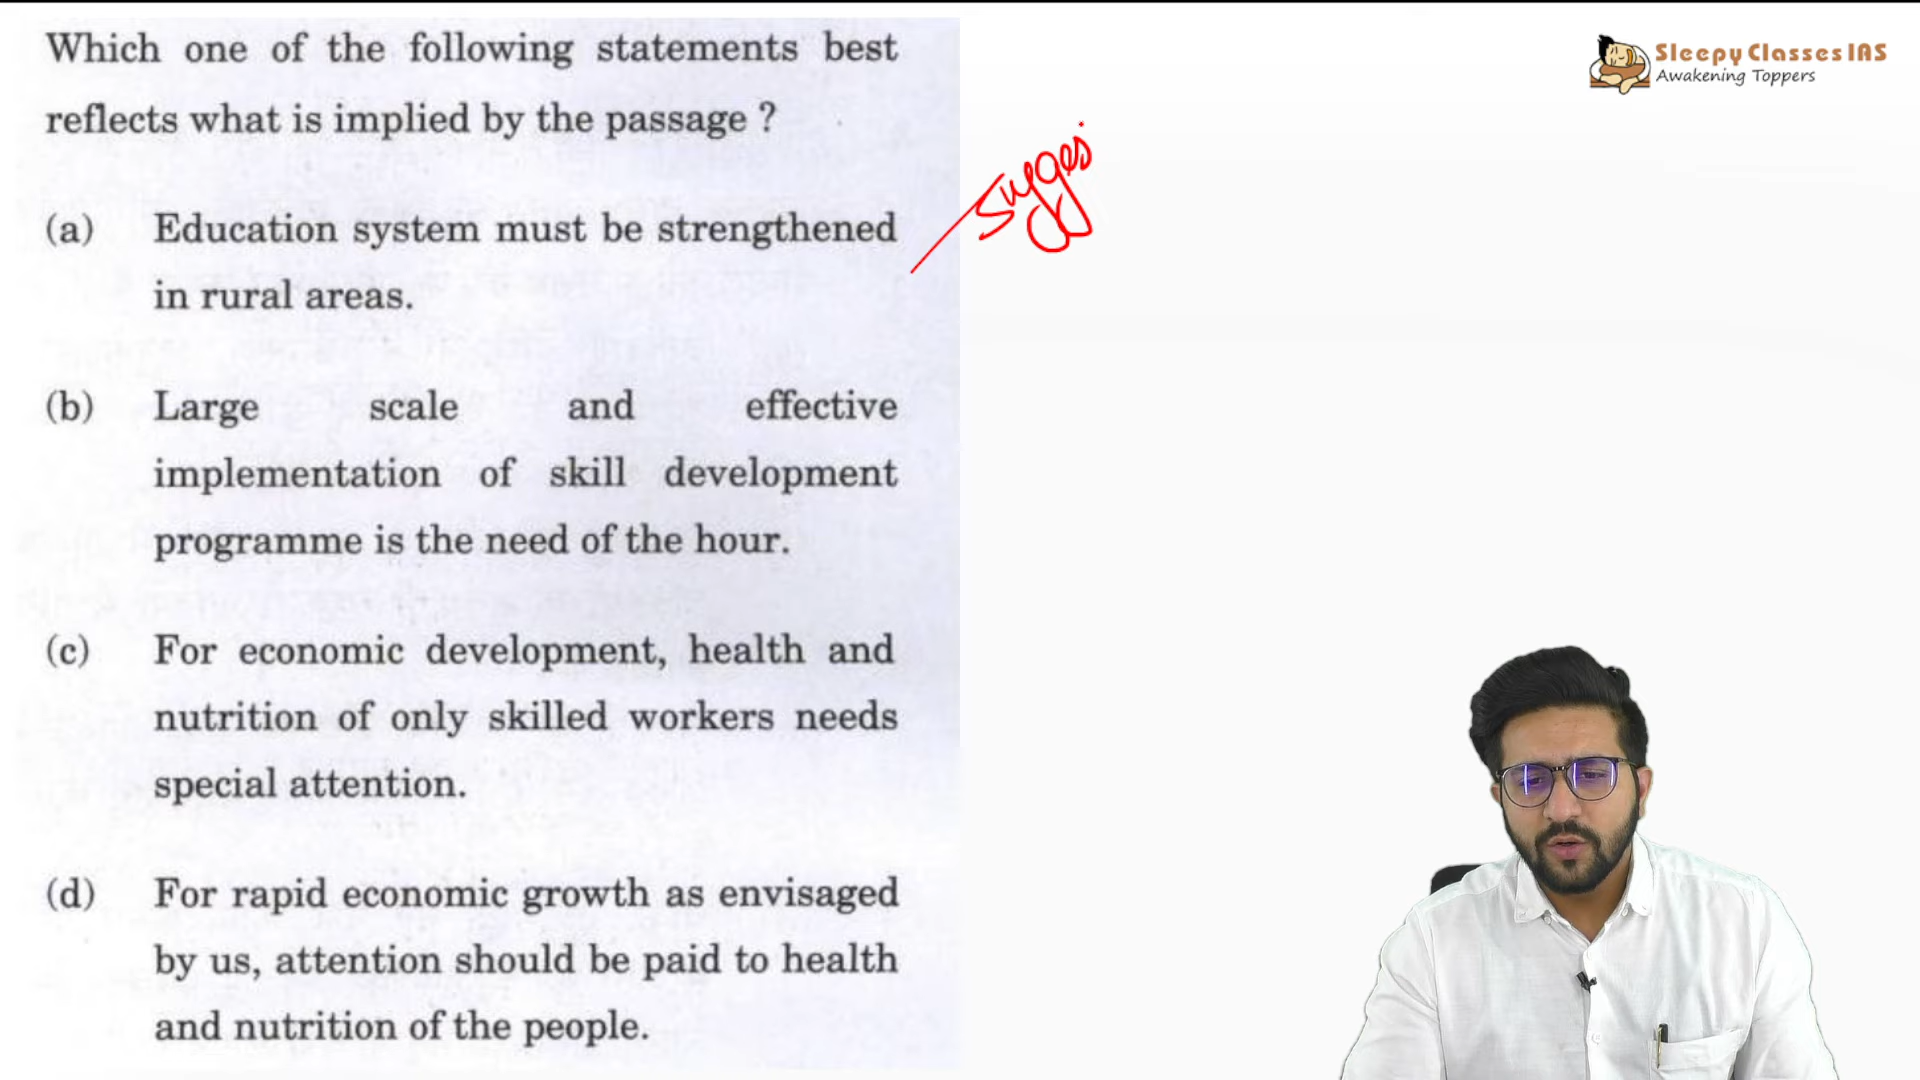 Which one of the following statements best
reflects what is implied by the passage ?
(a) Education system must be strengthened
in rural areas.
(b) Large scale and effective
implementation of skill development
programme is the need of the hour.
(c) For economic development, health and
nutrition of only skilled workers needs
special attention.
(d) For rapid economic growth as envisaged
by us, attention should be paid to health
and nutrition of the people.
Sugges
Sleepy Classes IAS
Awakening Toppers